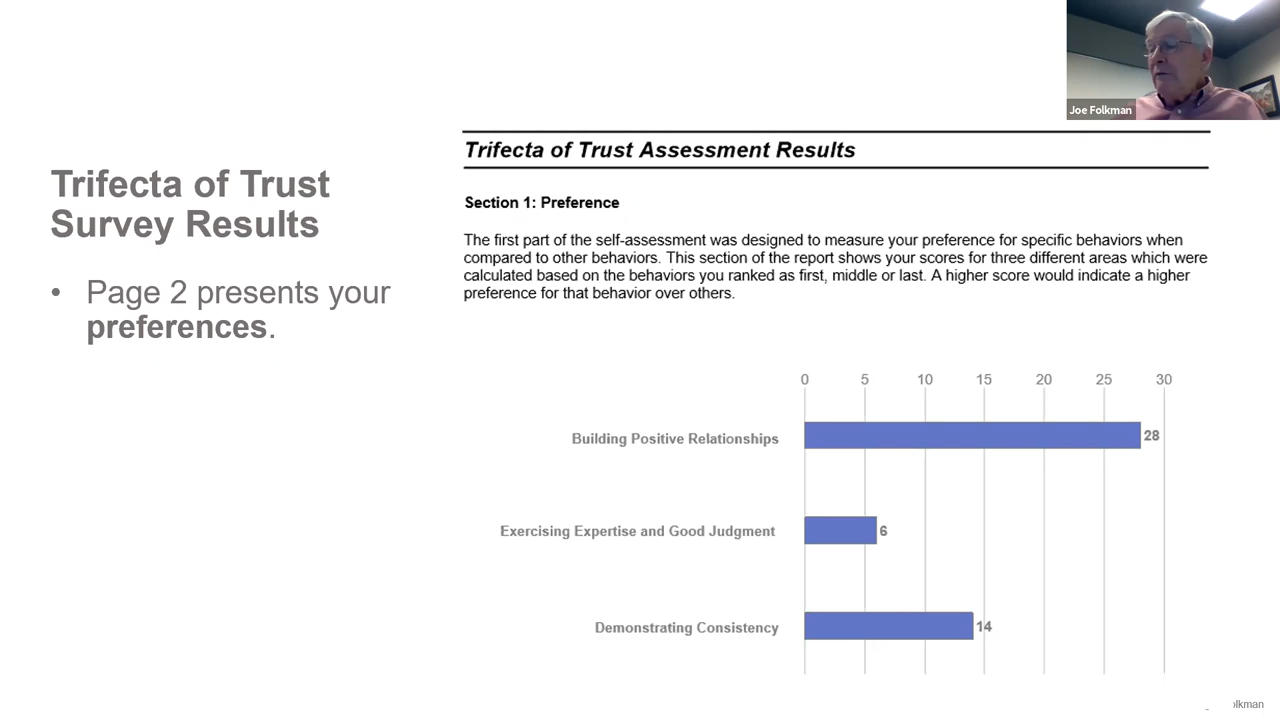 Joe Folkman
Trifecta of Trust
Survey Results
• Page 2 presents your
preferences.
Trifecta of Trust Assessment Results
Section 1: Preference
The first part of the self-assessment was designed to measure your preference for specific behaviors when
compared to other behaviors. This section of the report shows your scores for three different areas which were
calculated based on the behaviors you ranked as first, middle or last. A higher score would indicate a higher
preference for that behavior over others.
0 5 10 15 20 25 30
Building Positive Relationships 28
Exercising Expertise and Good Judgment 6
Demonstrating Consistency 14